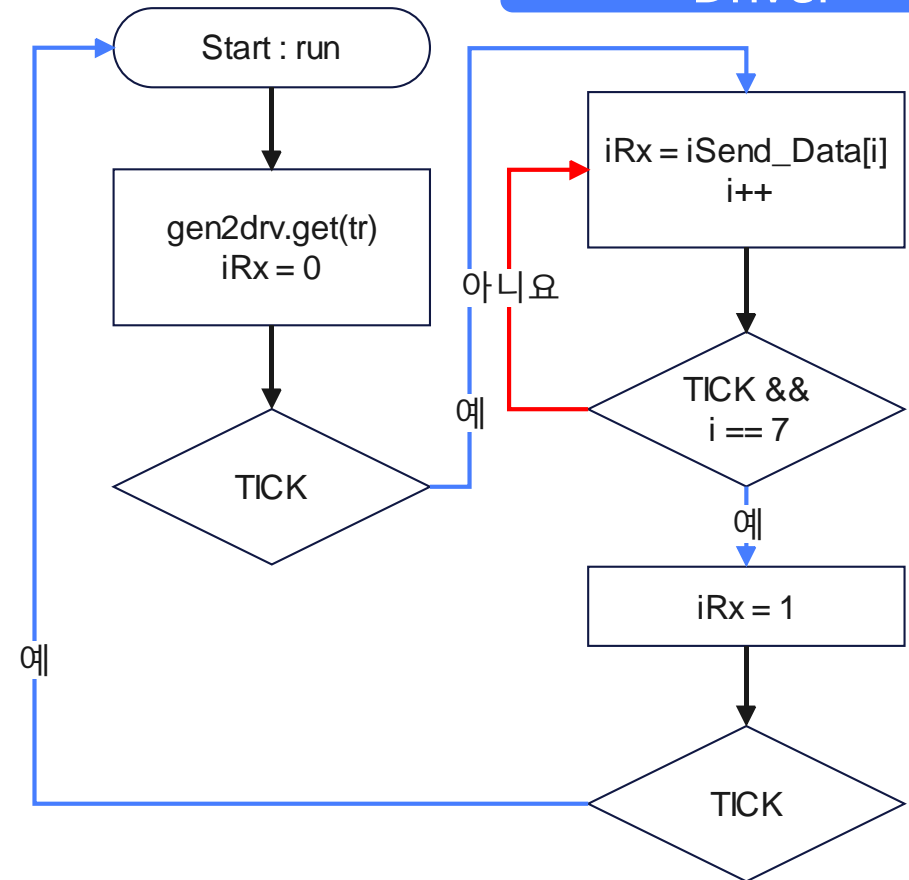 Driver
Start : run
gen2drv.get(tr)
iRx = 0
TICK
예
iRx = iSend_Data[i]
i++
아니요
TICK &&
i == 7
예
iRx = 1
TICK
예